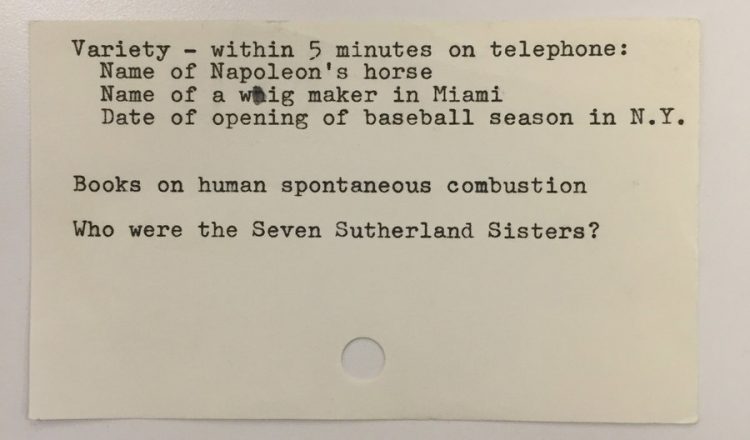 Variety - within 5 minutes on telephone:
Name of Napoleon's horse
Name of a wig maker in Miami
Date of opening of baseball season in N.Y.
Books on human spontaneous combustion
Who were the Seven Sutherland Sisters?